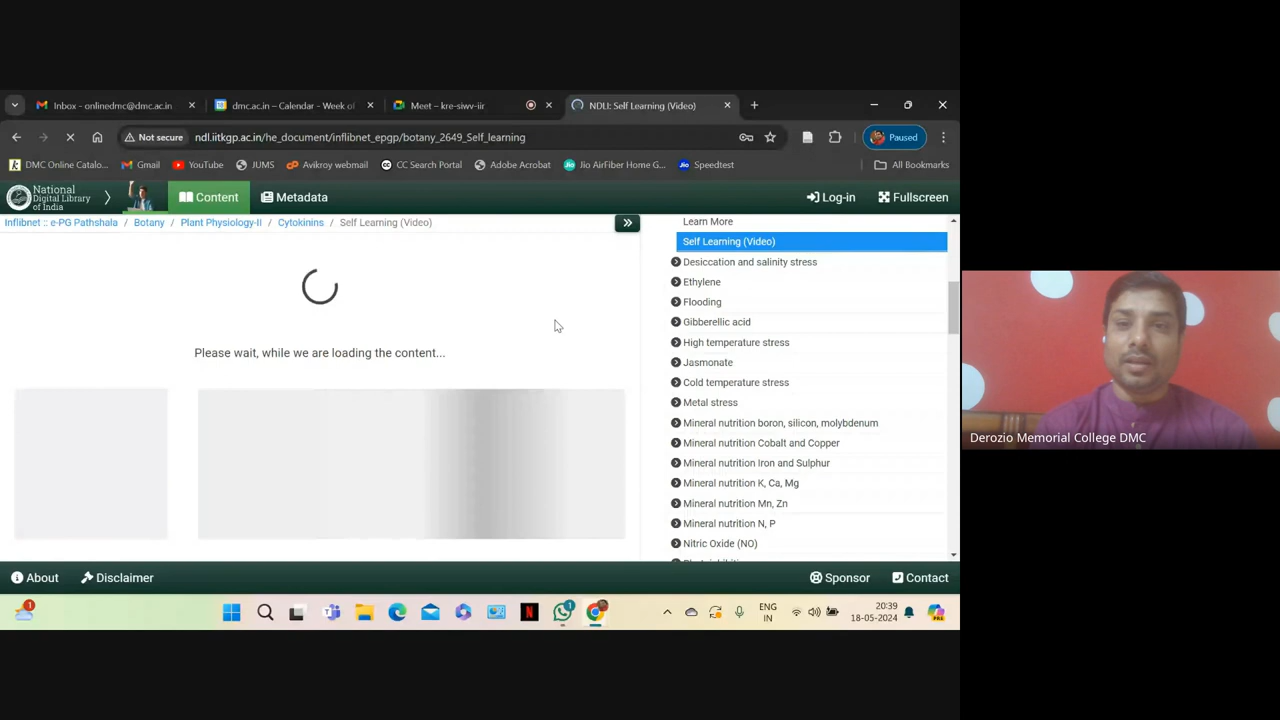 Inbox - onlinedmc@dmc.ac.in
dmc.ac.in – Calendar - Week of
Meet – kre-siwv-iir
NDLI: Self Learning (Video)
Not secure
ndl.iitkgp.ac.in/he_document/inflibnet_epgp/botany_2649_Self_learning
Paused
DMC Online Catalo...
Gmail
YouTube
JUMS
Avikroy webmail
CC Search Portal
Adobe Acrobat
Jio AirFiber Home G...
Speedtest
All Bookmarks
National
Digital Library
of India
Content
Metadata
Log-in
Fullscreen
Inflibnet :: e-PG Pathshala / Botany / Plant Physiology-II / Cytokinins / Self Learning (Video)
Please wait, while we are loading the content...
Learn More
Self Learning (Video)
Desiccation and salinity stress
Ethylene
Flooding
Gibberellic acid
High temperature stress
Jasmonate
Cold temperature stress
Metal stress
Mineral nutrition boron, silicon, molybdenum
Mineral nutrition Cobalt and Copper
Mineral nutrition Iron and Sulphur
Mineral nutrition K, Ca, Mg
Mineral nutrition Mn, Zn
Mineral nutrition N, P
Nitric Oxide (NO)
Derozio Memorial College DMC
About
Disclaimer
Sponsor
Contact
ENG
IN
20:39
18-05-2024